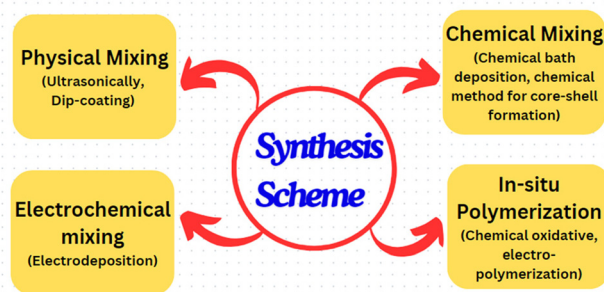 Physical Mixing
(Ultrasonically,
Dip-coating)
Chemical Mixing
(Chemical bath
deposition, chemical
method for core-shell
formation)
Synthesis
Scheme
Electrochemical
mixing
(Electrodeposition)
In-situ
Polymerization
(Chemical oxidative,
electro-
polymerization)